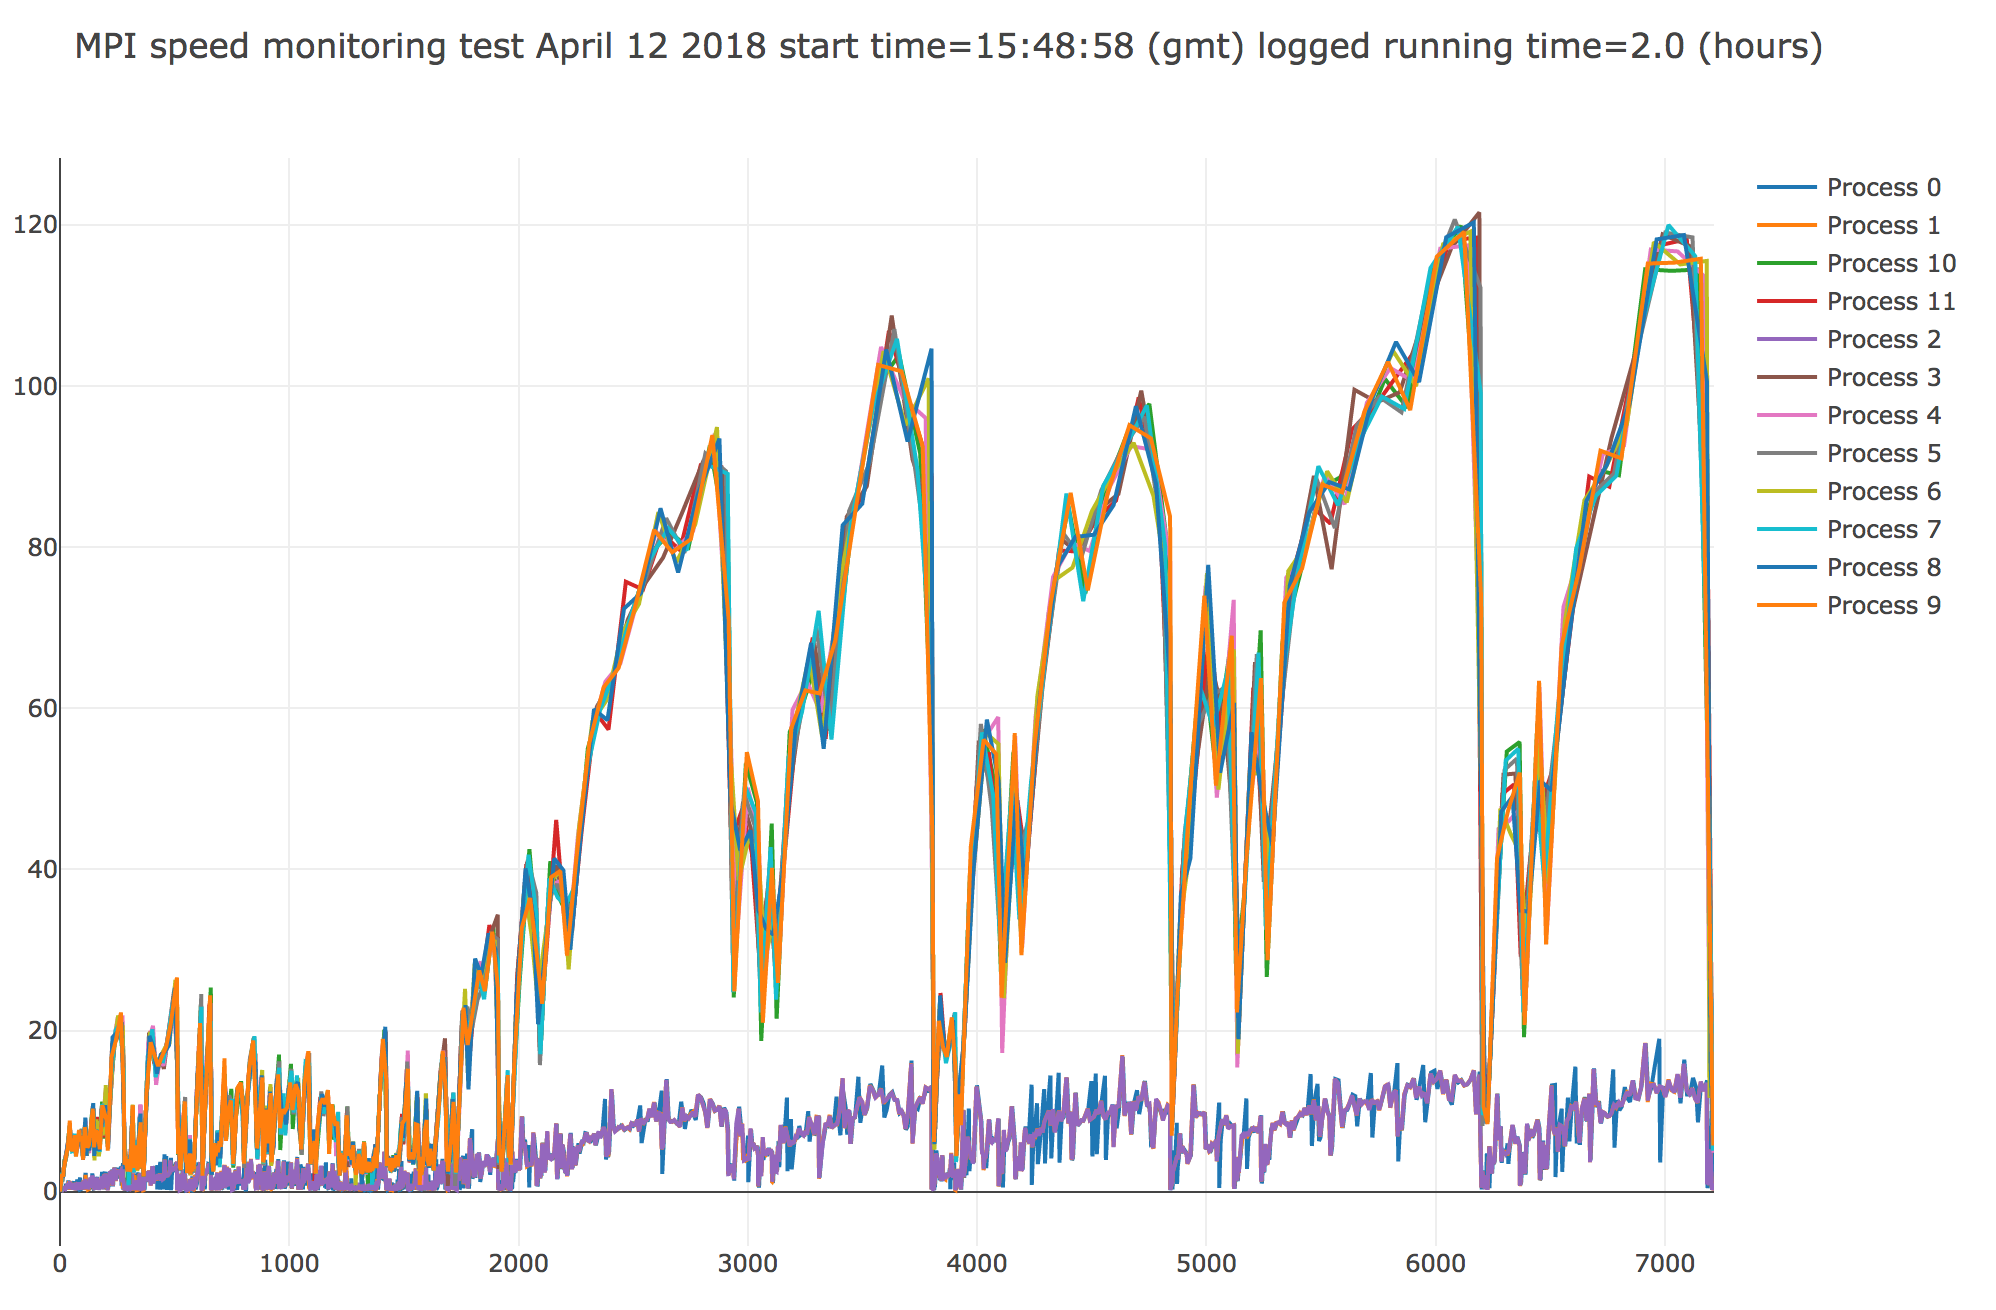 MPI speed monitoring test April 12 2018 start time=15:48:58 (gmt) logged running time=2.0 (hours)
120
100
80
60
40
20
0
0 1000 2000 3000 4000 5000 6000 7000
Process 0
Process 1
Process 10
Process 11
Process 2
Process 3
Process 4
Process 5
Process 6
Process 7
Process 8
Process 9